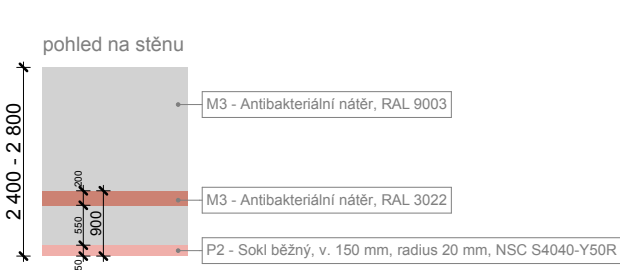 pohled na stěnu
2 400 - 2 800
M3 - Antibakteriální nátěr, RAL 9003
200
M3 - Antibakteriální nátěr, RAL 3022
550
900
P2 - Sokl běžný, v. 150 mm, radius 20 mm, NSC S4040-Y50R